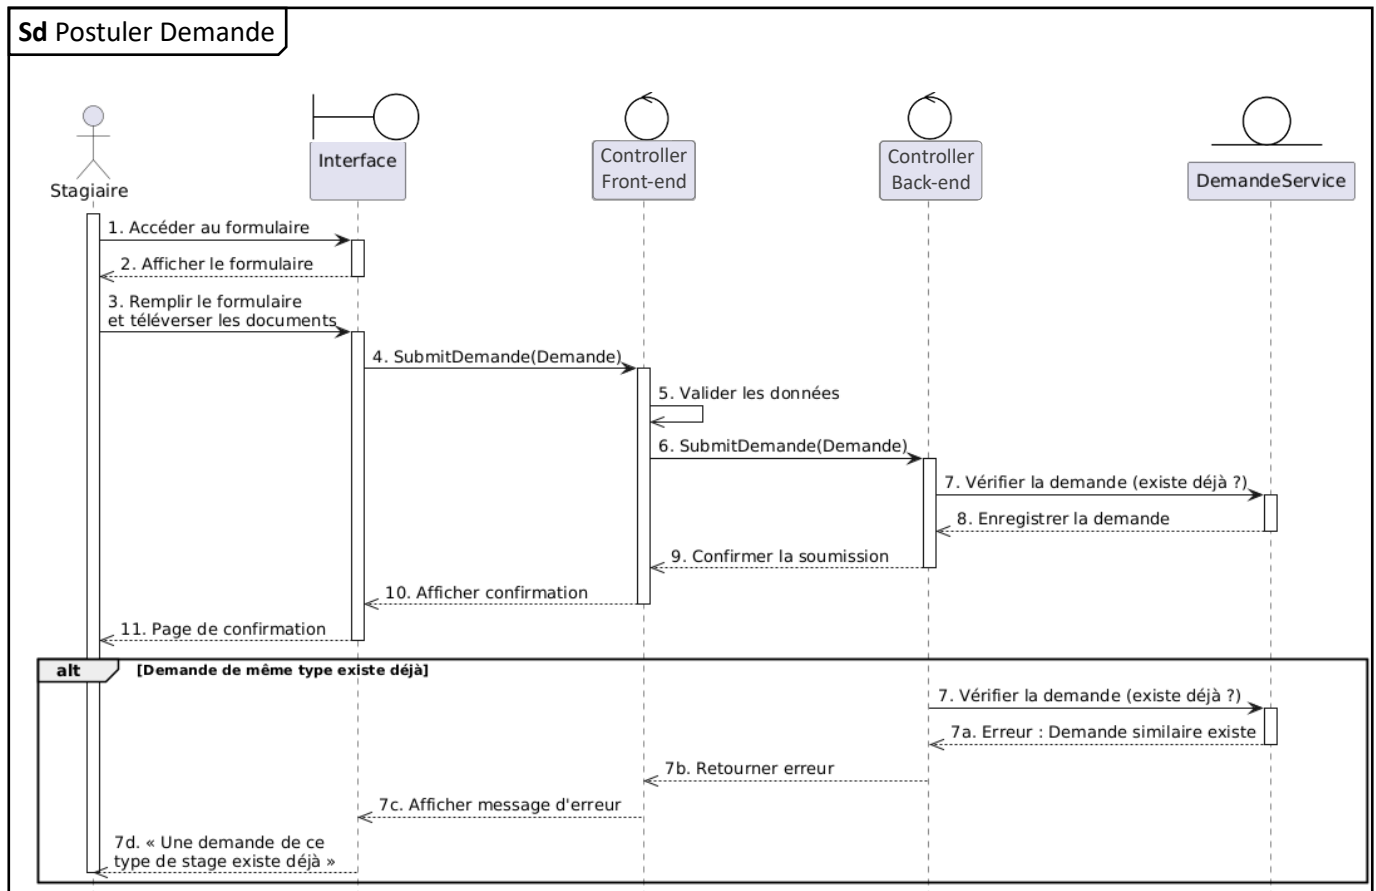 Sd Postuler Demande
Stagiaire
Interface
Controller
Front-end
Controller
Back-end
DemandeService
1. Accéder au formulaire
2. Afficher le formulaire
3. Remplir le formulaire
et téléverser les documents
4. SubmitDemande(Demande)
5. Valider les données
6. SubmitDemande(Demande)
7. Vérifier la demande (existe déjà ?)
8. Enregistrer la demande
9. Confirmer la soumission
10. Afficher confirmation
11. Page de confirmation
alt [Demande de même type existe déjà]
7. Vérifier la demande (existe déjà ?)
7a. Erreur : Demande similaire existe
7b. Retourner erreur
7c. Afficher message d'erreur
7d. « Une demande de ce
type de stage existe déjà »